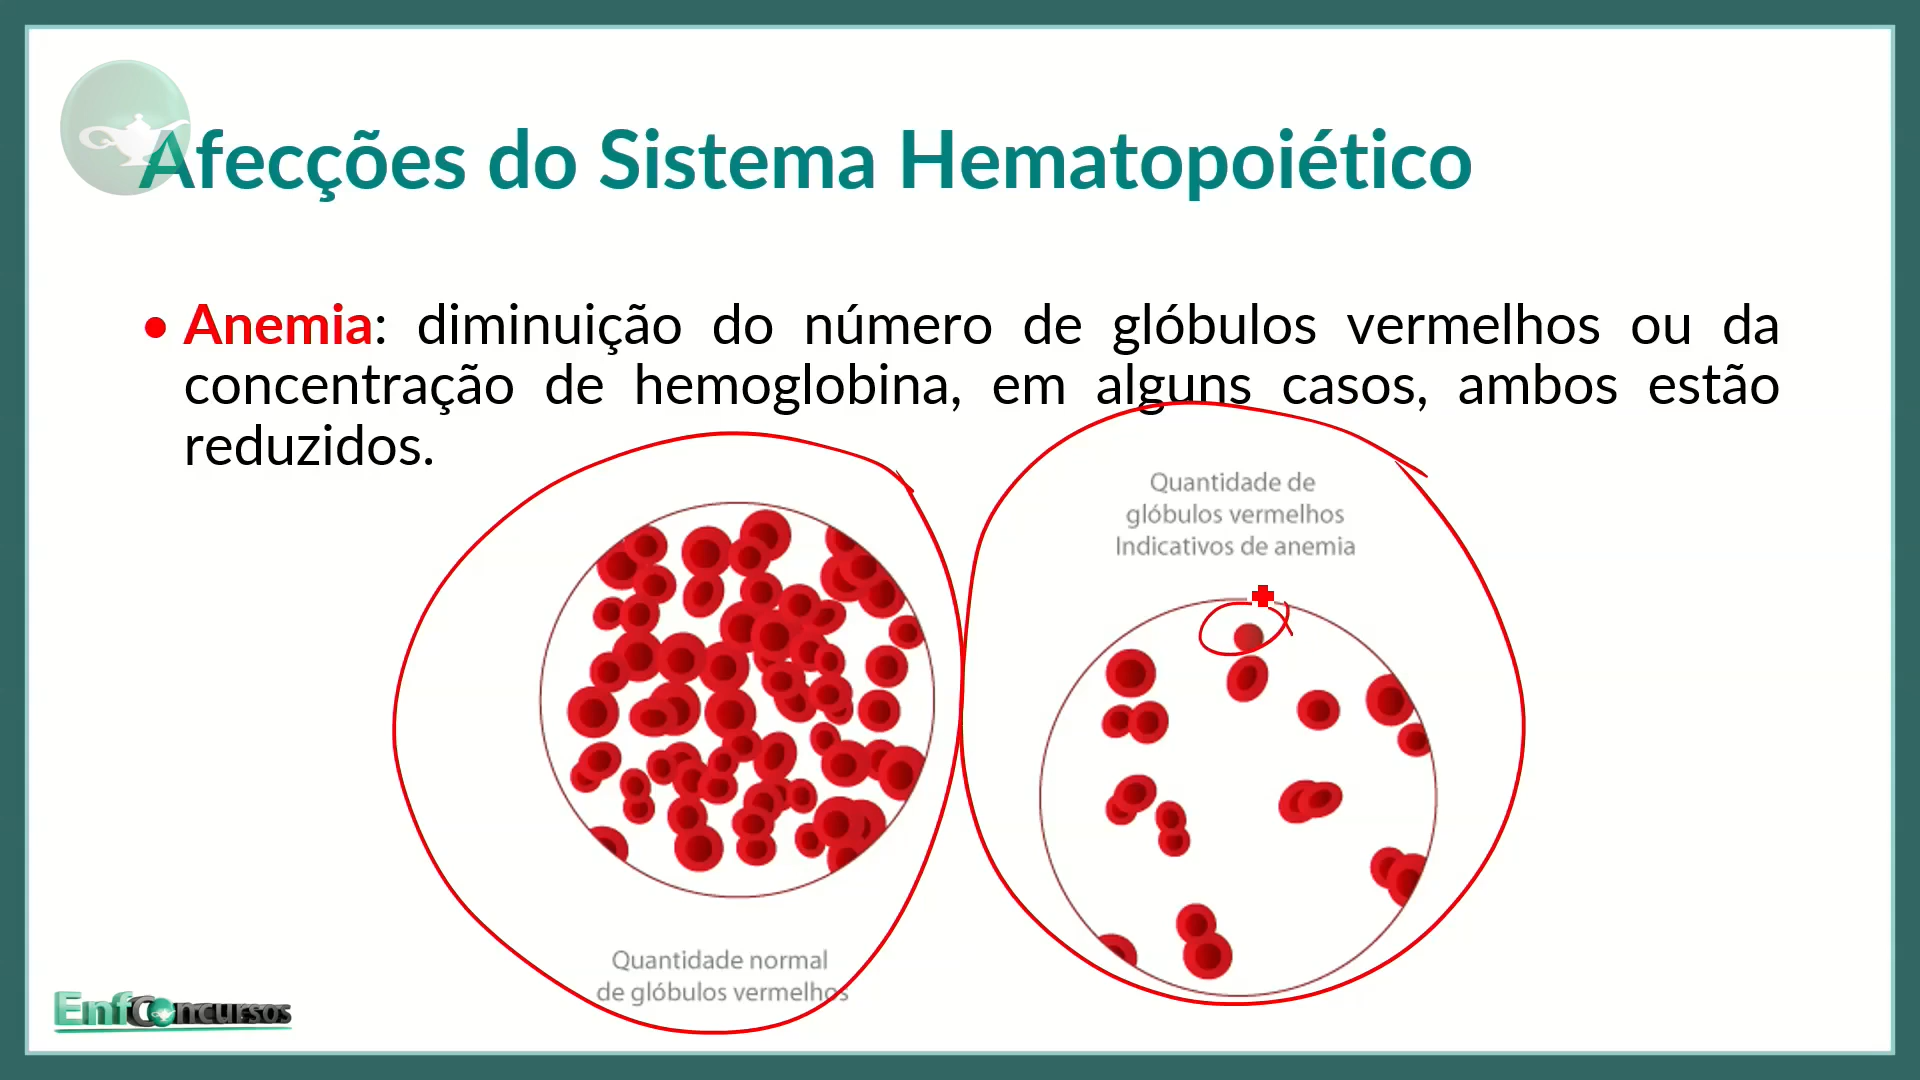 Afecções do Sistema Hematopoiético
• Anemia: diminuição do número de glóbulos vermelhos ou da
concentração de hemoglobina, em alguns casos, ambos estão
reduzidos.
Quantidade de
glóbulos vermelhos
Indicativos de anemia
Quantidade normal
de glóbulos vermelhos
EnfConcursos